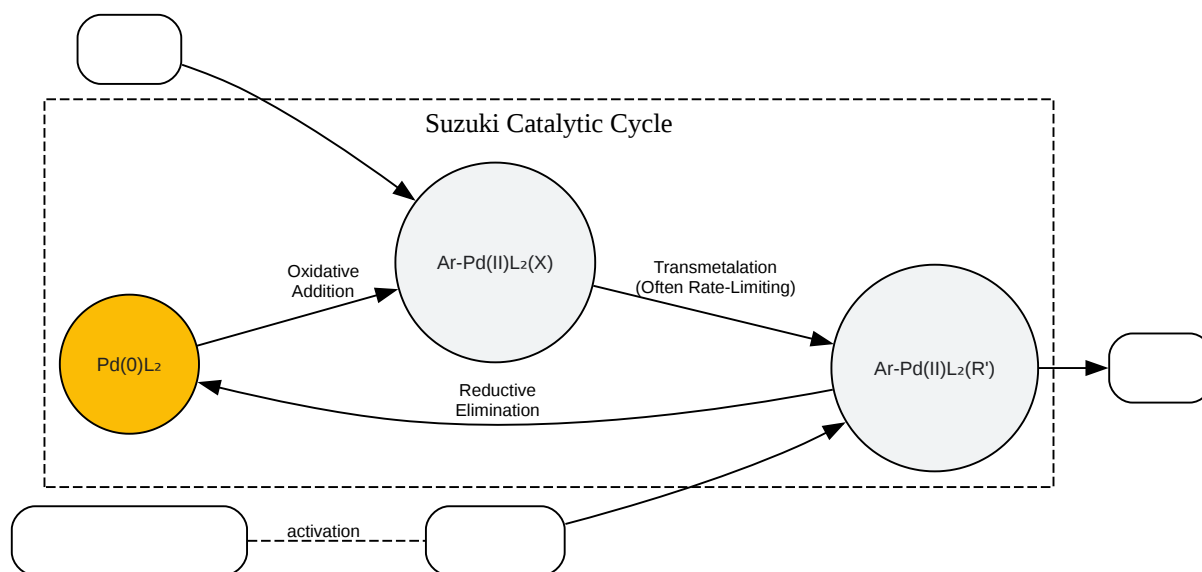 Suzuki Catalytic Cycle
Oxidative
Addition
Ar-Pd(II)L₂(X)
Transmetalation
(Often Rate-Limiting)
Pd(0)L₂
Ar-Pd(II)L₂(R')
Reductive
Elimination
activation